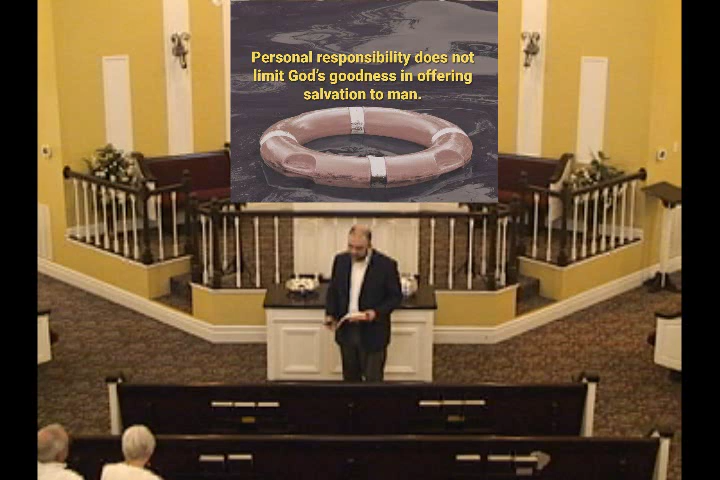 Personal responsibility does not
limit God's goodness in offering
salvation to man.